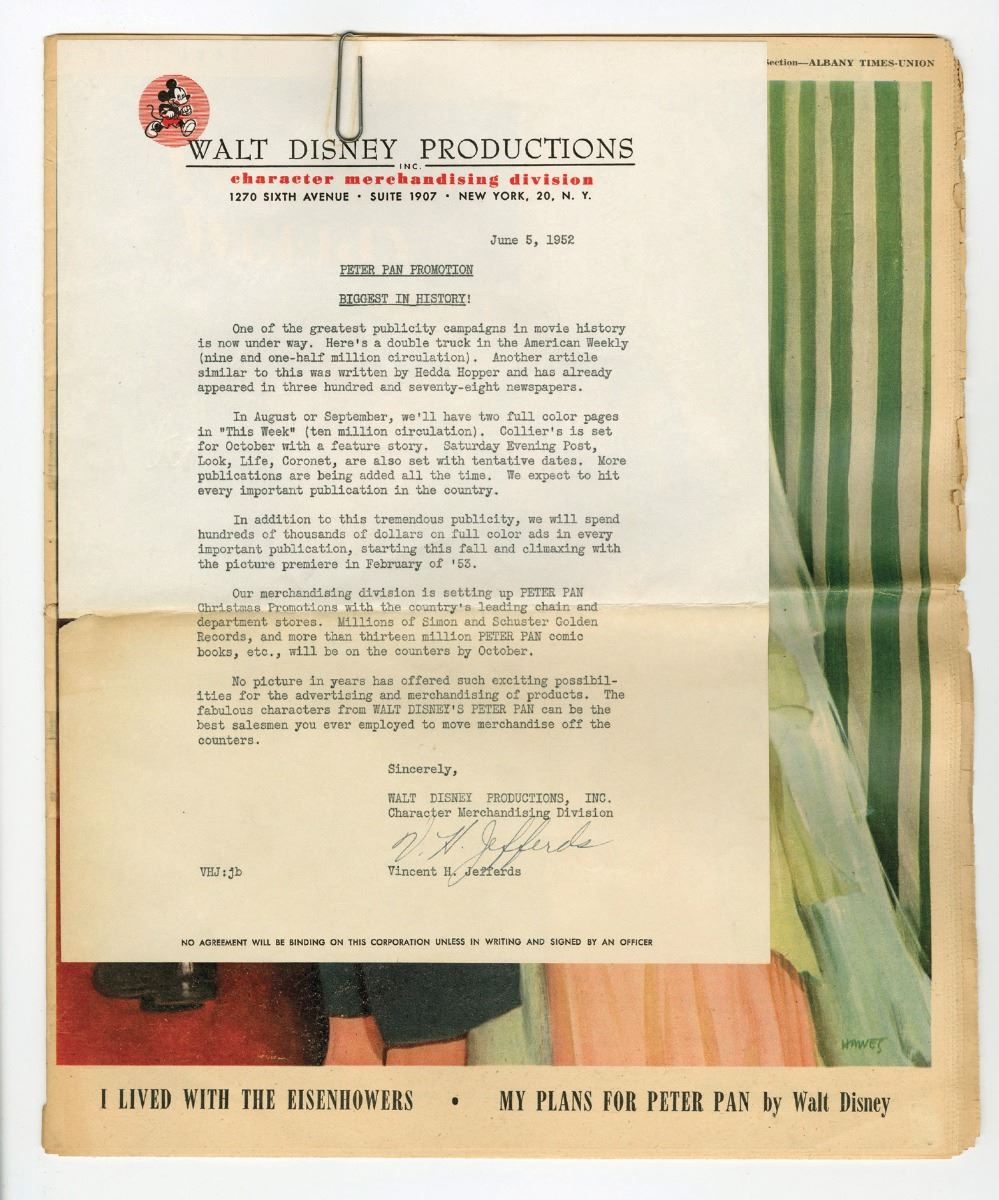 Section—ALBANY TIMES-UNION
WALT DISNEY PRODUCTIONS
INC.
character merchandising division
1270 SIXTH AVENUE • SUITE 1907 • NEW YORK, 20, N. Y.
June 5, 1952
PETER PAN PROMOTION
BIGGEST IN HISTORY!
One of the greatest publicity campaigns in movie history
is now under way. Here's a double truck in the American Weekly
(nine and one-half million circulation). Another article
similar to this was written by Hedda Hopper and has already
appeared in three hundred and seventy-eight newspapers.
In August or September, we'll have two full color pages
in "This Week" (ten million circulation). Collier's is set
for October with a feature story. Saturday Evening Post,
Look, Life, Coronet, are also set with tentative dates. More
publications are being added all the time. We expect to hit
every important publication in the country.
In addition to this tremendous publicity, we will spend
hundreds of thousands of dollars on full color ads in every
important publication, starting this fall and climaxing with
the picture premiere in February of '53.
Our merchandising division is setting up PETER PAN
Christmas Promotions with the country's leading chain and
department stores. Millions of Simon and Schuster Golden
Records, and more than thirteen million PETER PAN comic
books, etc., will be on the counters by October.
No picture in years has offered such exciting possibil-
ities for the advertising and merchandising of products. The
fabulous characters from WALT DISNEY'S PETER PAN can be the
best salesmen you ever employed to move merchandise off the
counters.
Sincerely,
WALT DISNEY PRODUCTIONS, INC.
Character Merchandising Division
V. H. Jefferds
VHJ:jb
Vincent H. Jefferds
NO AGREEMENT WILL BE BINDING ON THIS CORPORATION UNLESS IN WRITING AND SIGNED BY AN OFFICER
HAWES
I LIVED WITH THE EISENHOWERS • MY PLANS FOR PETER PAN by Walt Disney